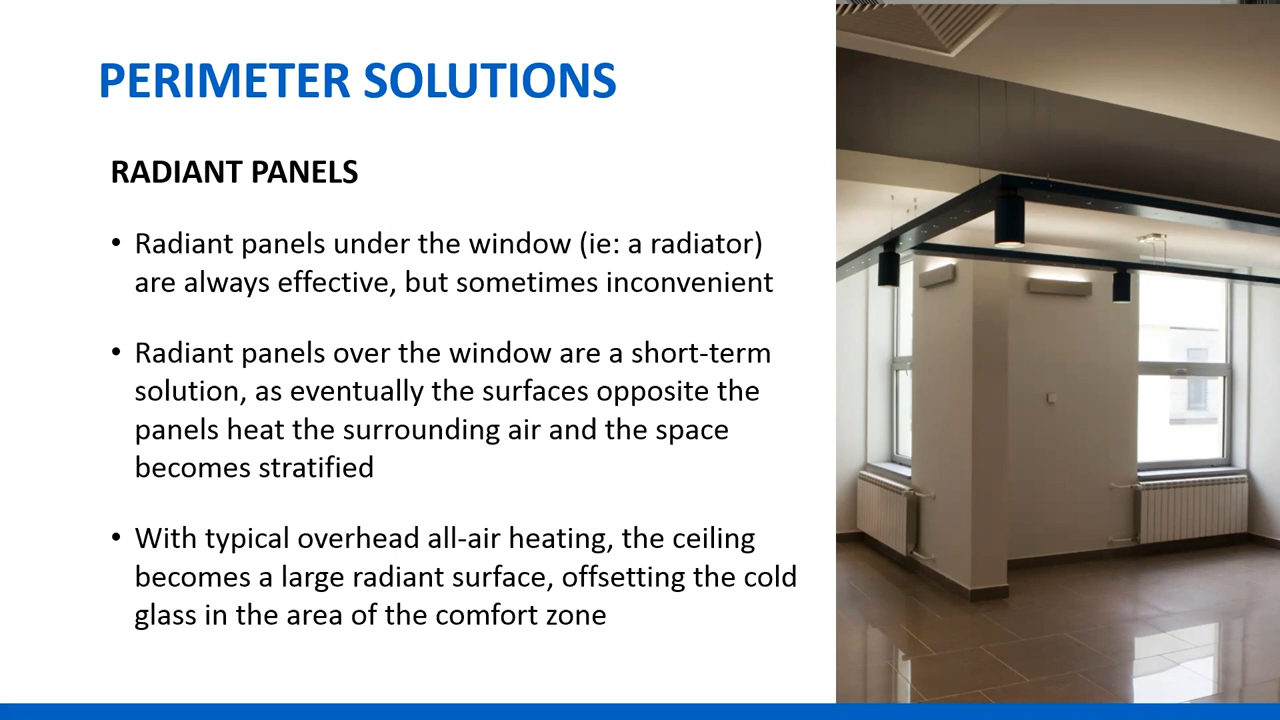 PERIMETER SOLUTIONS
RADIANT PANELS
• Radiant panels under the window (ie: a radiator)
are always effective, but sometimes inconvenient
• Radiant panels over the window are a short-term
solution, as eventually the surfaces opposite the
panels heat the surrounding air and the space
becomes stratified
• With typical overhead all-air heating, the ceiling
becomes a large radiant surface, offsetting the cold
glass in the area of the comfort zone